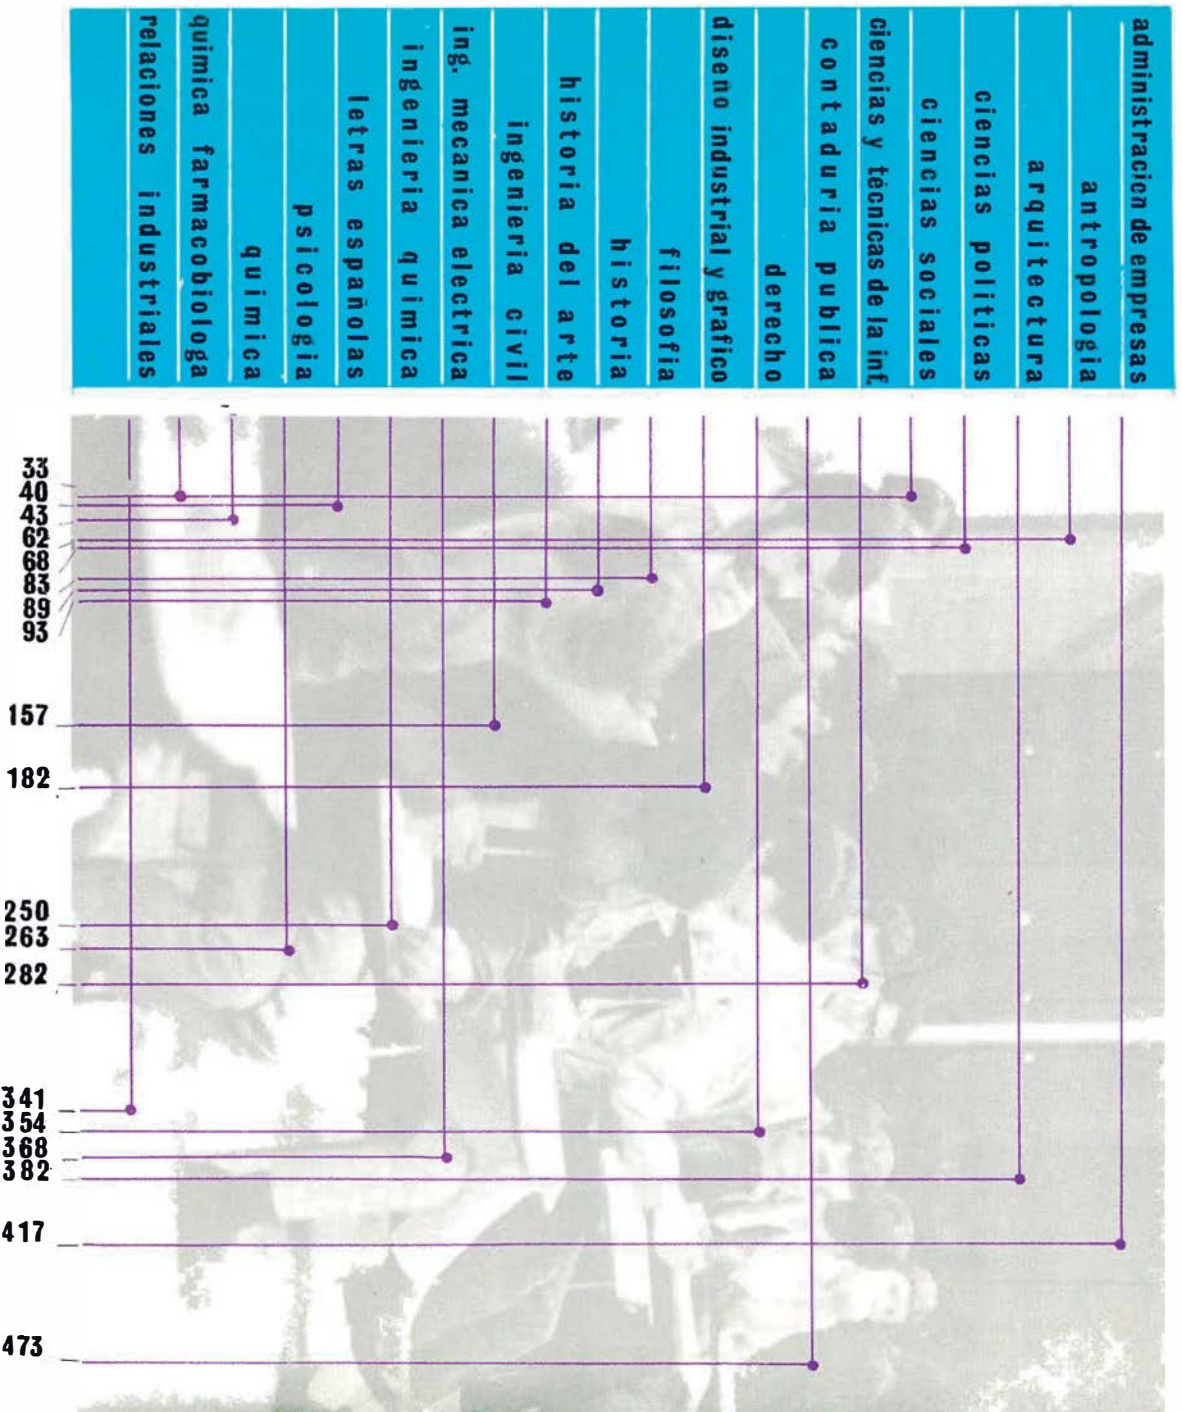 administracion de empresas
antropologia
arquitectura
ciencias politicas
ciencias sociales
ciencias y técnicas de la inf.
contaduria publica
derecho
diseño industrial y grafico
filosofia
historia
historia del arte
ingenieria civil
ing. mecanica electrica
ingenieria quimica
letras españolas
psicologia
quimica
quimica farmacobiologa
relaciones industriales
33
40
43
62
68
83
89
93
157
182
250
263
282
341
354
368
382
417
473